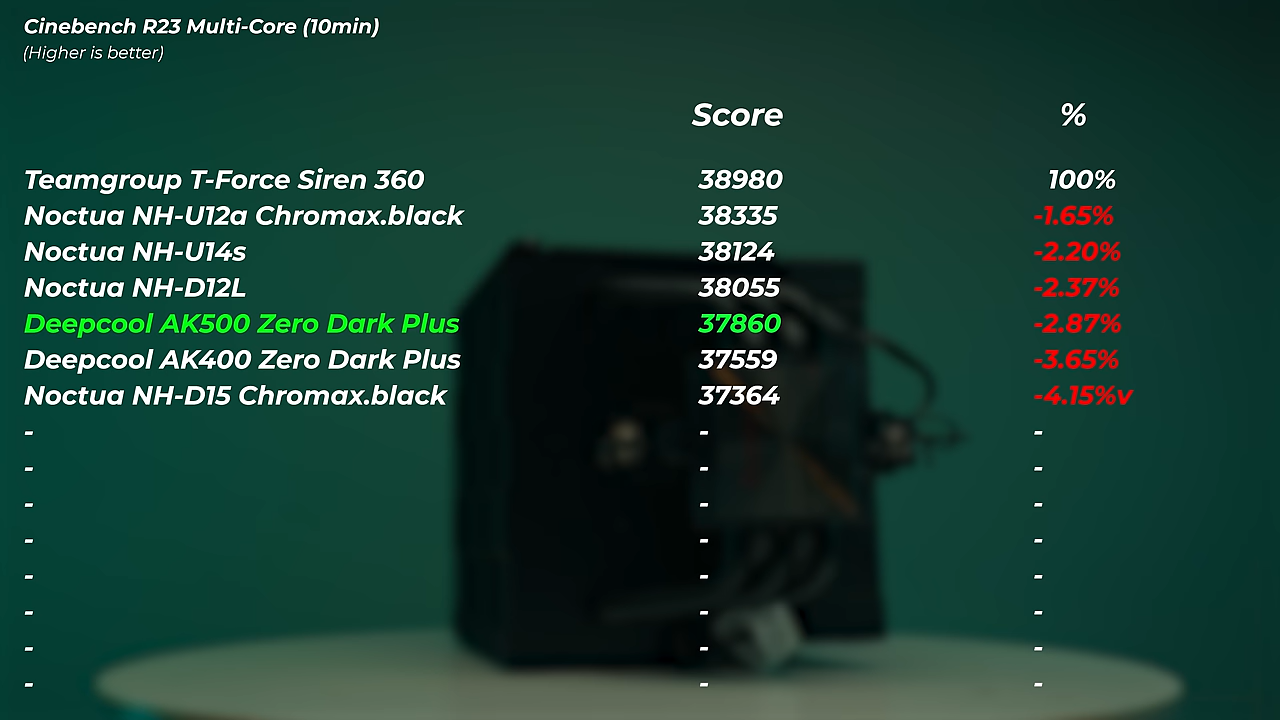 Cinebench R23 Multi-Core (10min)
(Higher is better)
Score %
Teamgroup T-Force Siren 360 38980 100%
Noctua NH-U12a Chromax.black 38335 -1.65%
Noctua NH-U14s 38124 -2.20%
Noctua NH-D12L 38055 -2.37%
Deepcool AK500 Zero Dark Plus 37860 -2.87%
Deepcool AK400 Zero Dark Plus 37559 -3.65%
Noctua NH-D15 Chromax.black 37364 -4.15%v
- - -
- - -
- - -
- - -
- - -
- - -
- - -
- - -